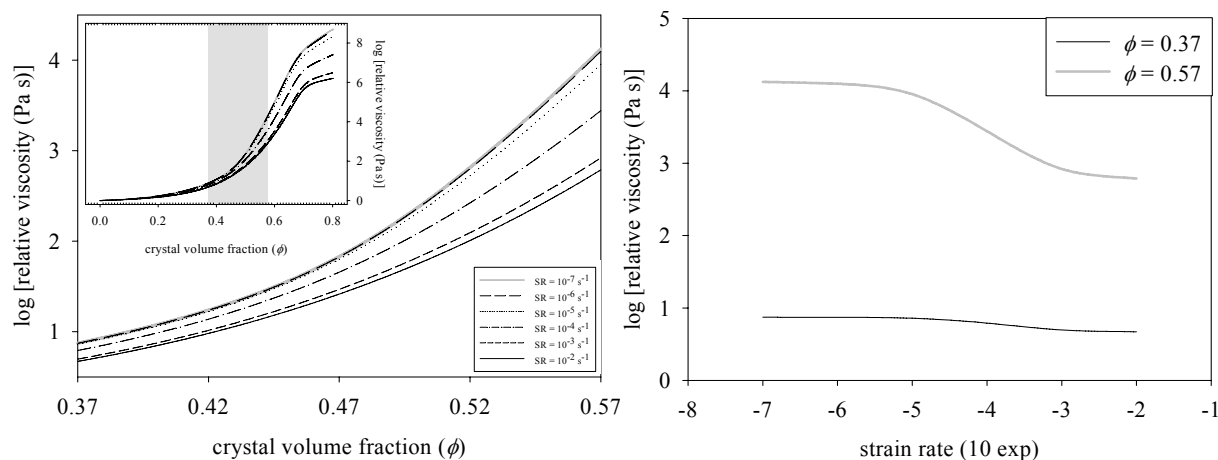 log [relative viscosity (Pa s)]
4
3
2
1
0.37
0.42
0.47
0.52
0.57
crystal volume fraction (ϕ)
log [relative viscosity (Pa s)]
8
6
4
2
0
0.0
0.2
0.4
0.6
0.8
crystal volume fraction (ϕ)
SR = 10⁻⁷ s⁻¹
SR = 10⁻⁶ s⁻¹
SR = 10⁻⁵ s⁻¹
SR = 10⁻⁴ s⁻¹
SR = 10⁻³ s⁻¹
SR = 10⁻² s⁻¹
log [relative viscosity (Pa s)]
5
4
3
2
1
0
-8
-7
-6
-5
-4
-3
-2
-1
strain rate (10 exp)
ϕ = 0.37
ϕ = 0.57